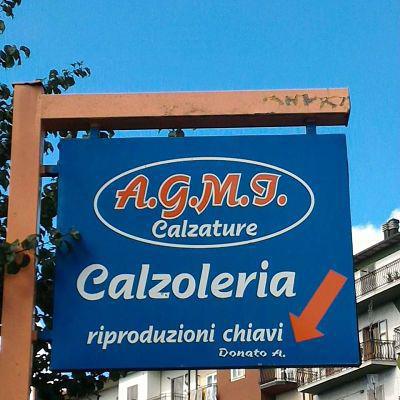 A.G.M.I.
Calzature
Calzoleria
riproduzioni chiavi
Donato A.